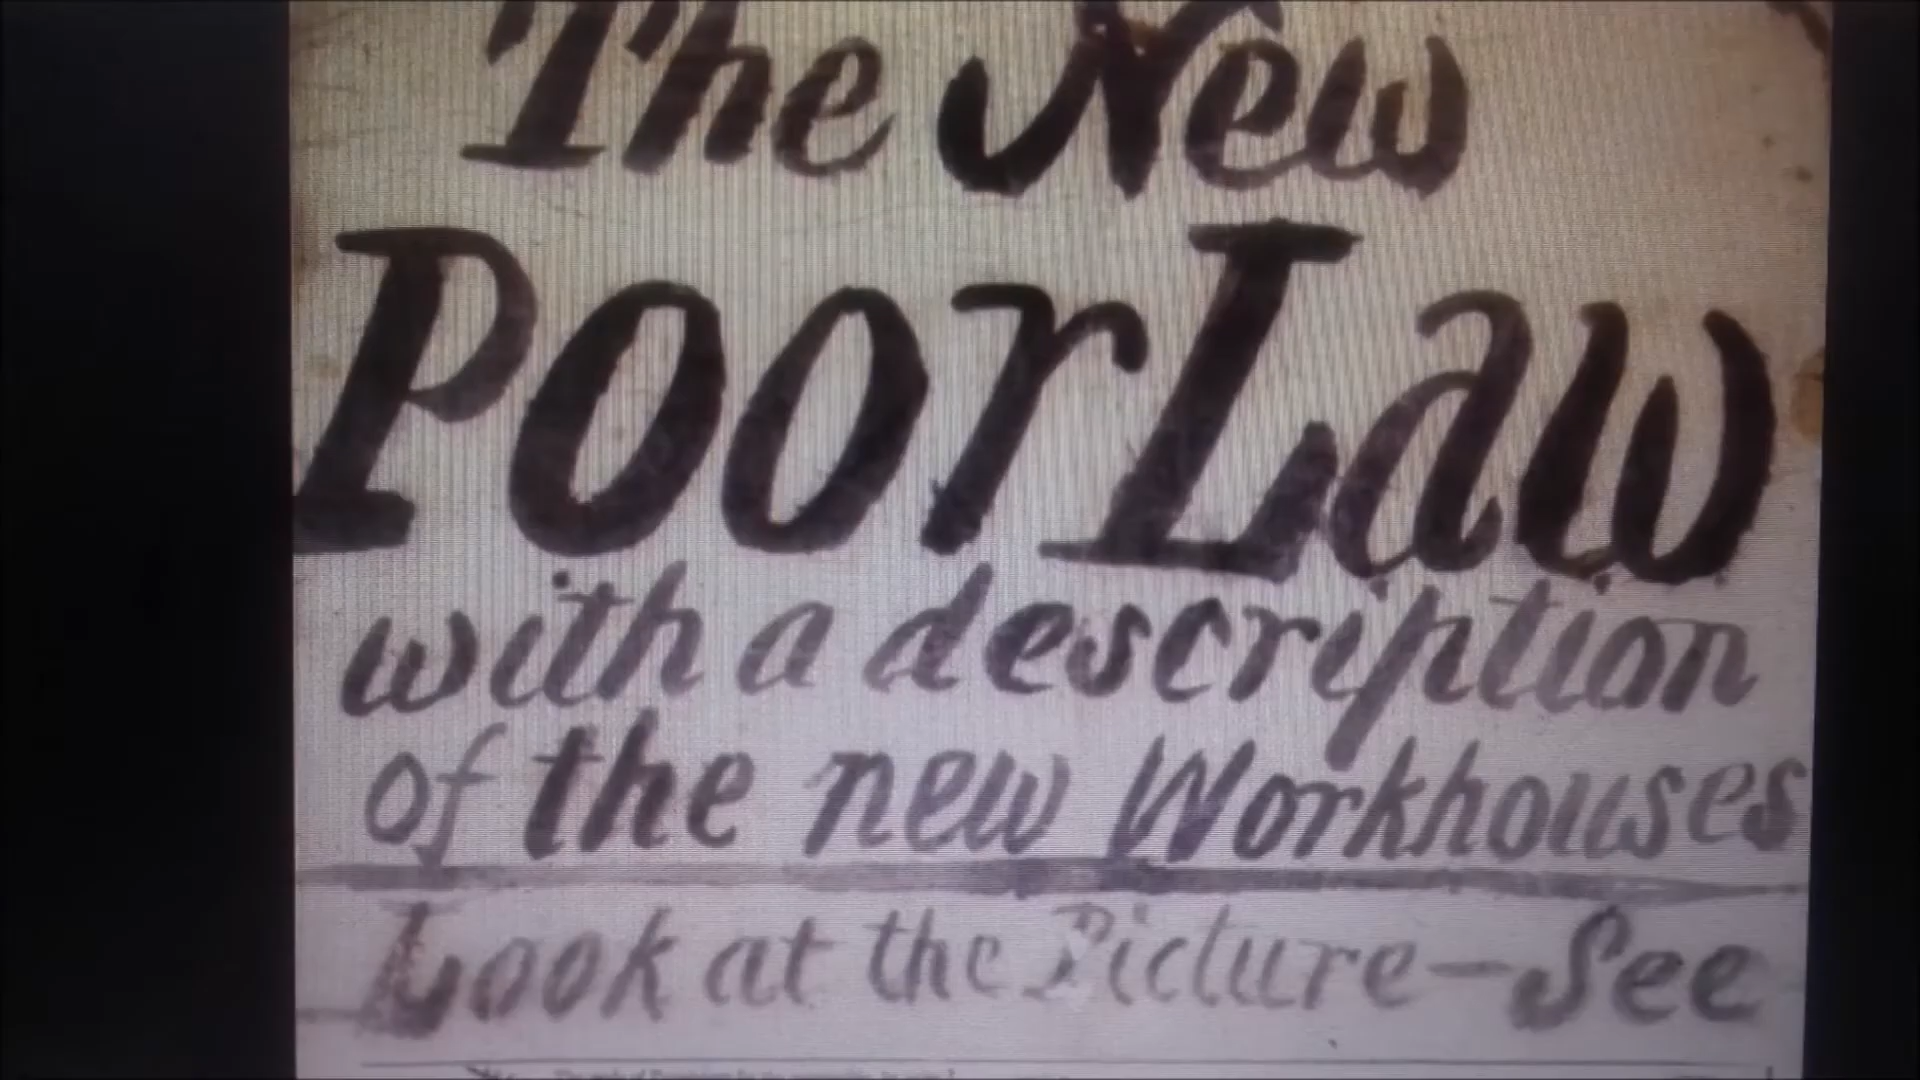 The New
Poor Law
with a description
of the new Workhouses
Look at the Picture — See